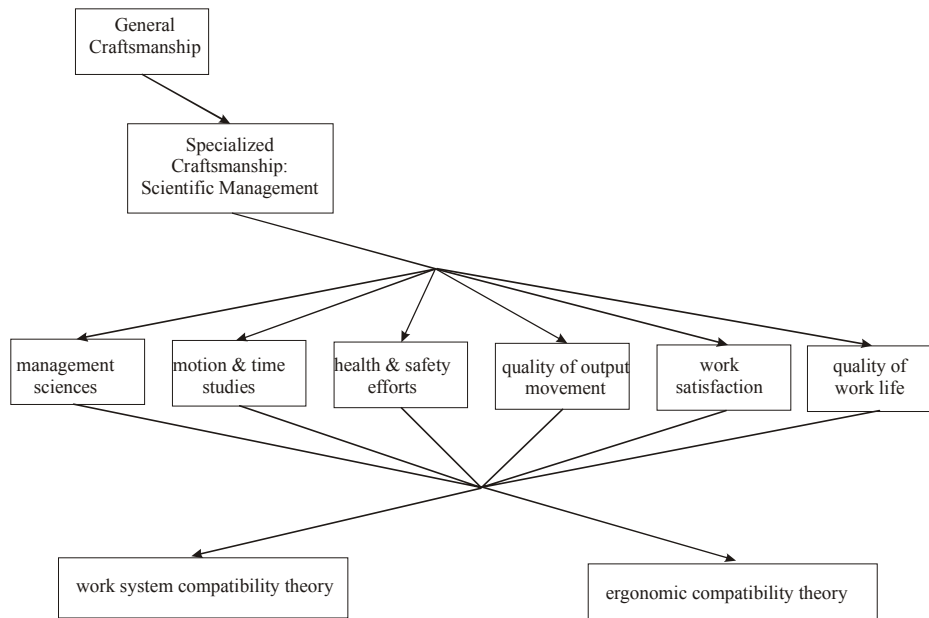 General
Craftsmanship
Specialized
Craftsmanship:
Scientific Management
management
sciences
motion & time
studies
health & safety
efforts
quality of output
movement
work
satisfaction
quality of
work life
work system compatibility theory
ergonomic compatibility theory